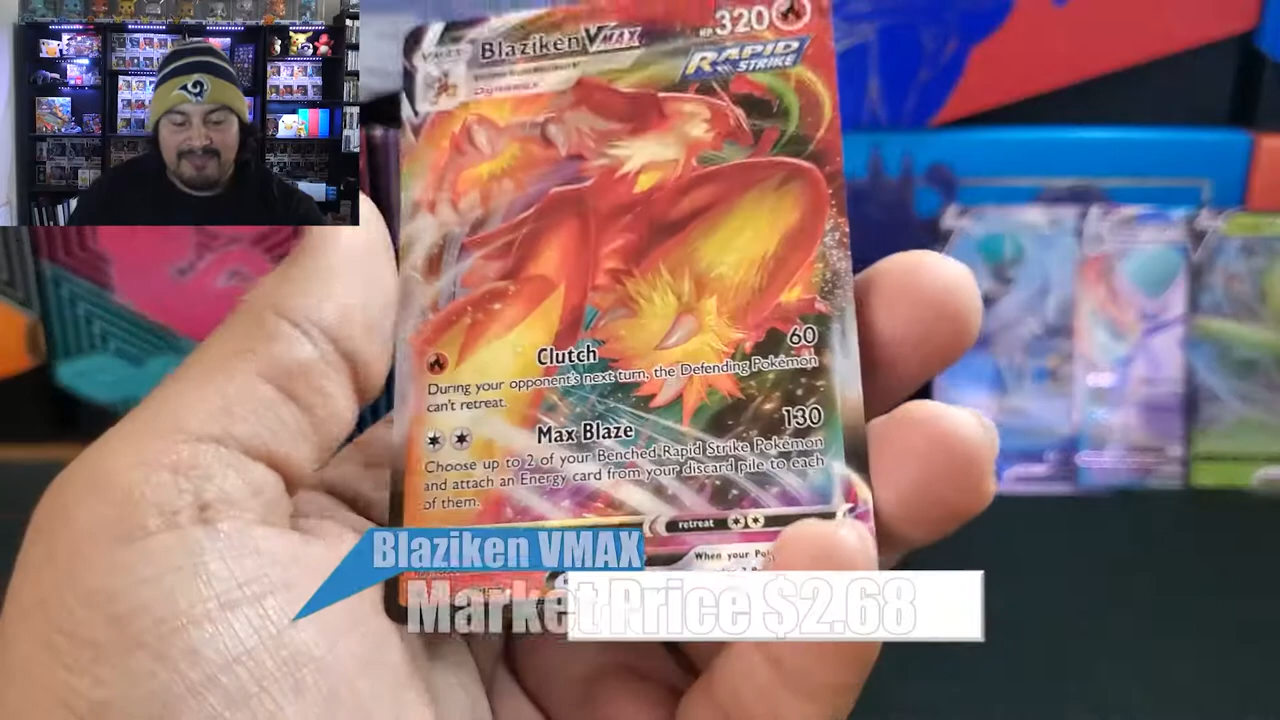 Blaziken VMAX HP 320
RAPID
STRIKE
Clutch 60
During your opponent's next turn, the Defending Pokémon
can't retreat.
Max Blaze 130
Choose up to 2 of your Benched Rapid Strike Pokémon
and attach an Energy card from your discard pile to each
of them.
retreat
When your
Blaziken VMAX
Market Price $2.68